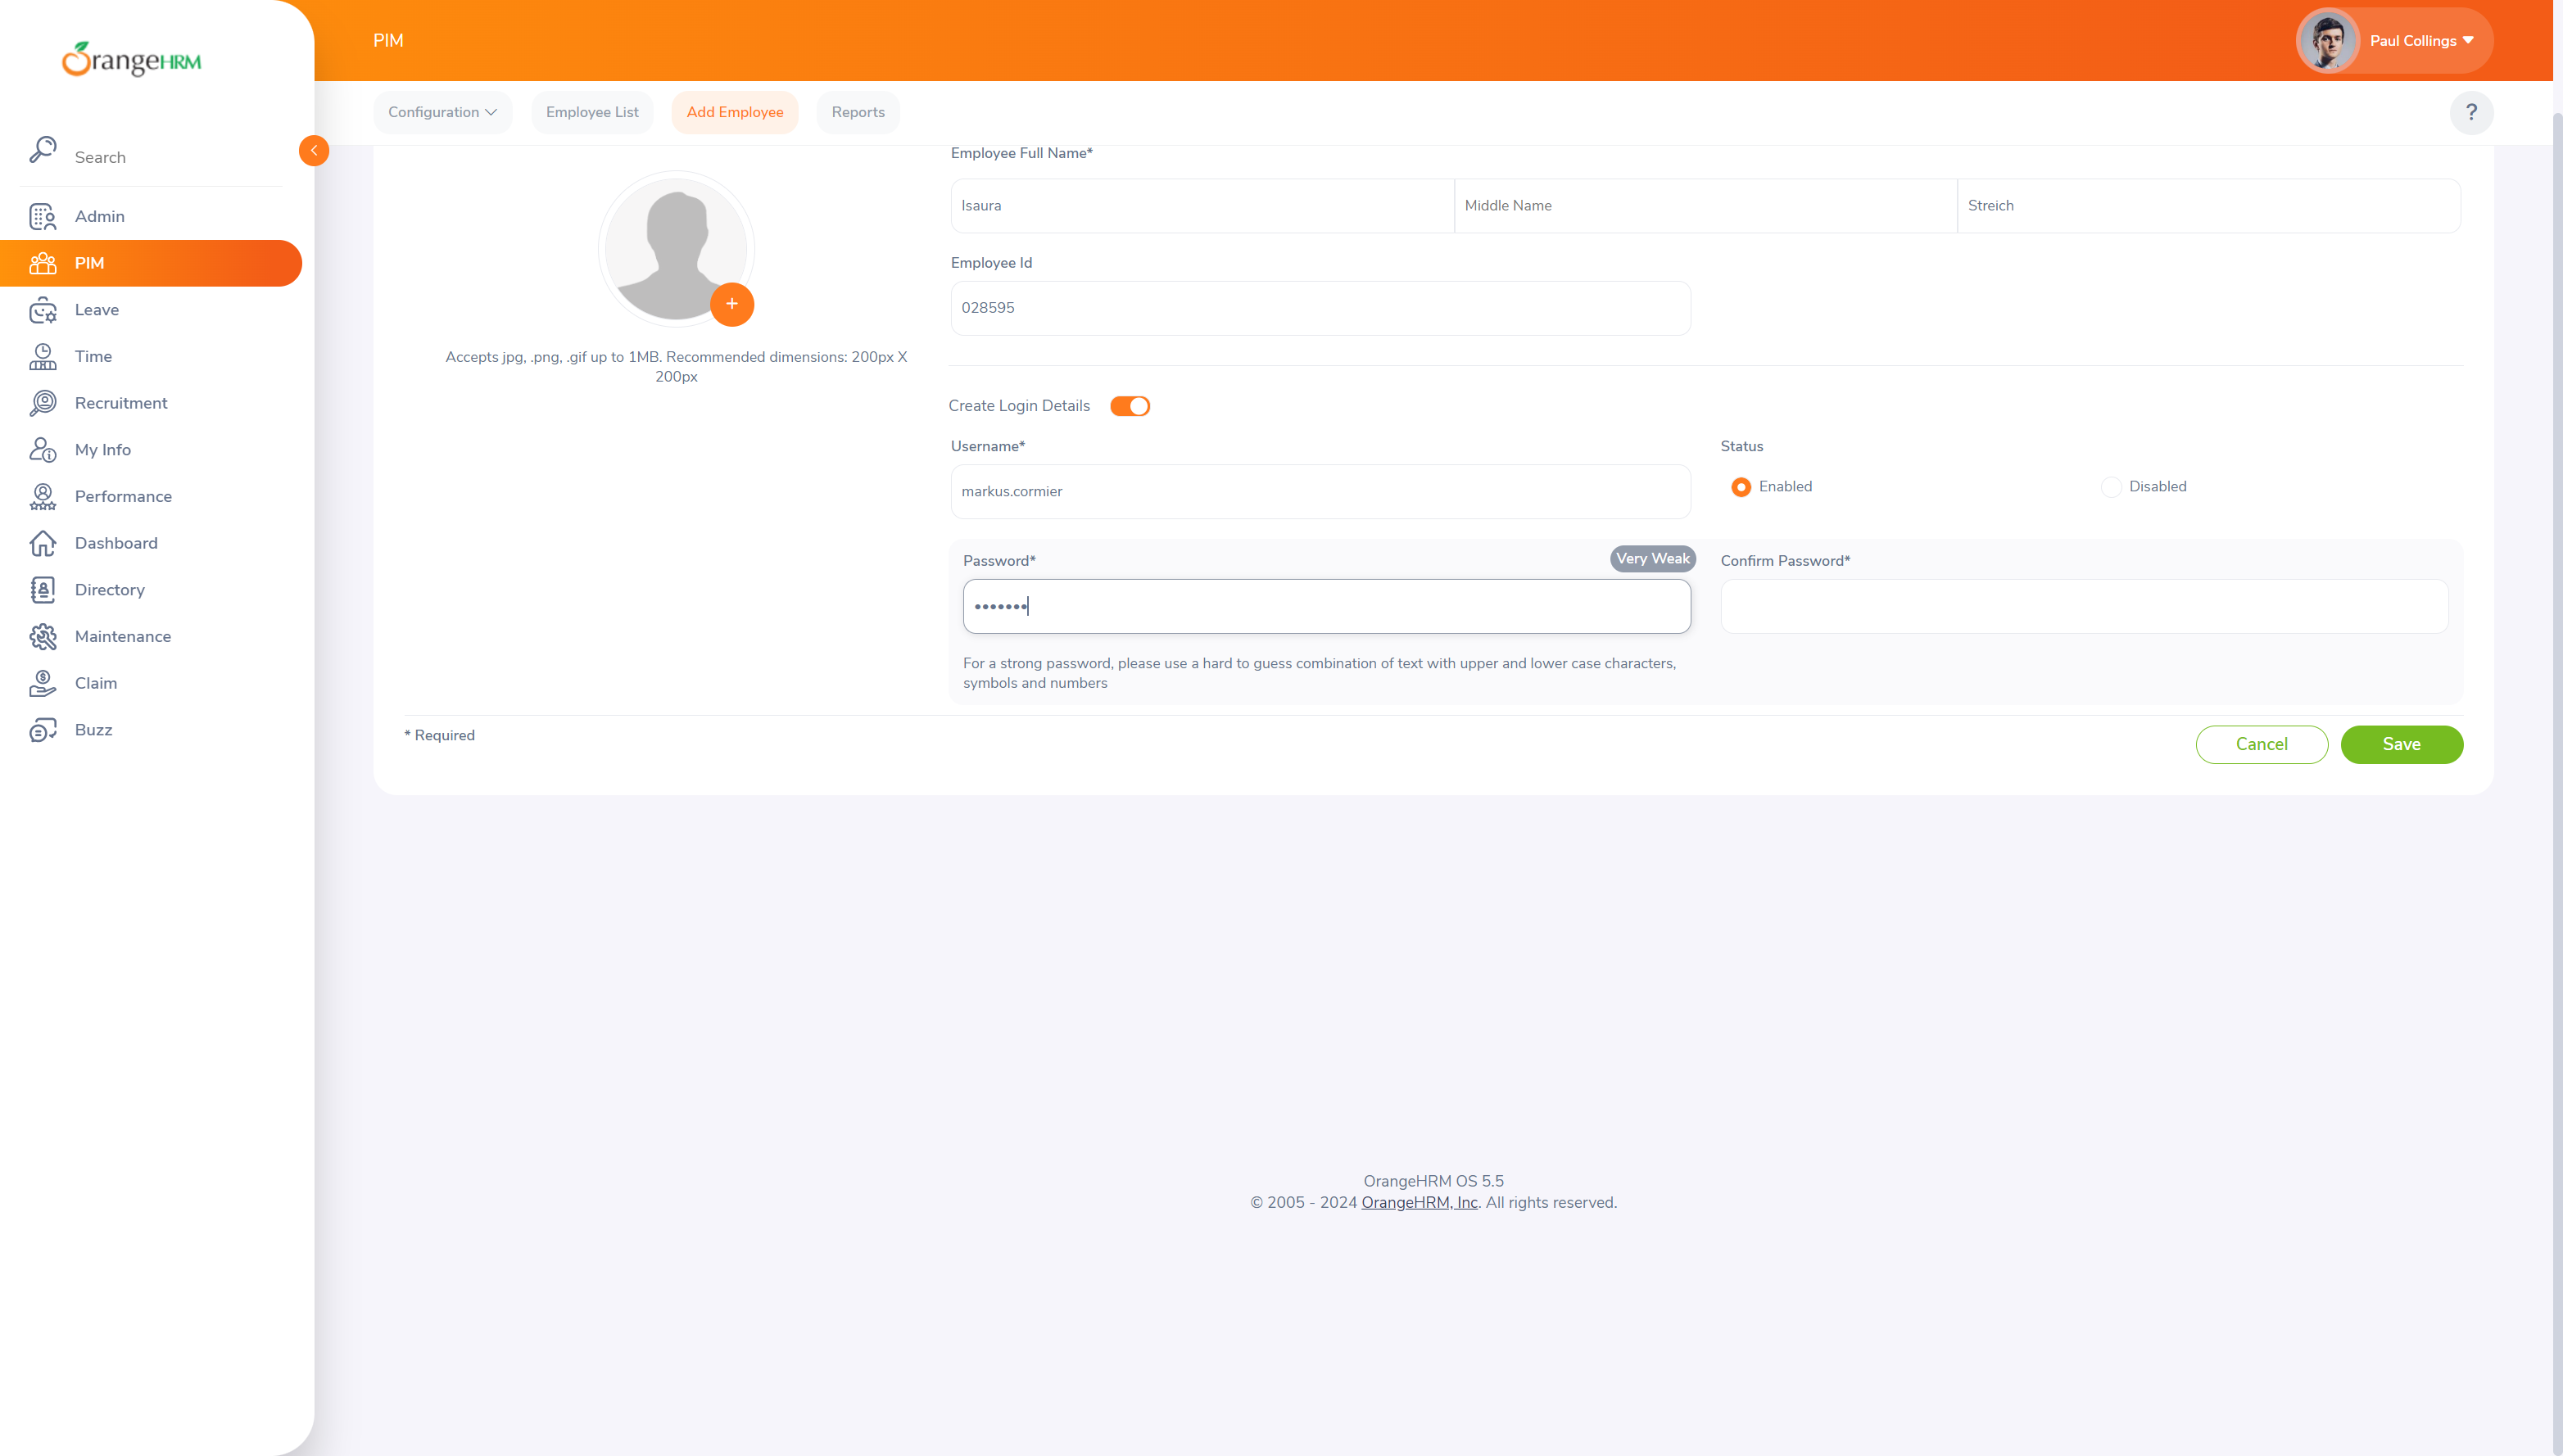 OrangeHRM
Search
Admin
PIM
Leave
Time
Recruitment
My Info
Performance
Dashboard
Directory
Maintenance
Claim
Buzz
PIM
Paul Collings
Configuration
Employee List
Add Employee
Reports
?
Employee Full Name*
Isaura
Middle Name
Streich
Employee Id
028595
Accepts jpg, .png, .gif up to 1MB. Recommended dimensions: 200px X
200px
Create Login Details
Username*
markus.cormier
Status
Enabled
Disabled
Password*
Very Weak
Confirm Password*
•••••••
For a strong password, please use a hard to guess combination of text with upper and lower case characters,
symbols and numbers
* Required
Cancel
Save
OrangeHRM OS 5.5
© 2005 - 2024 OrangeHRM, Inc. All rights reserved.